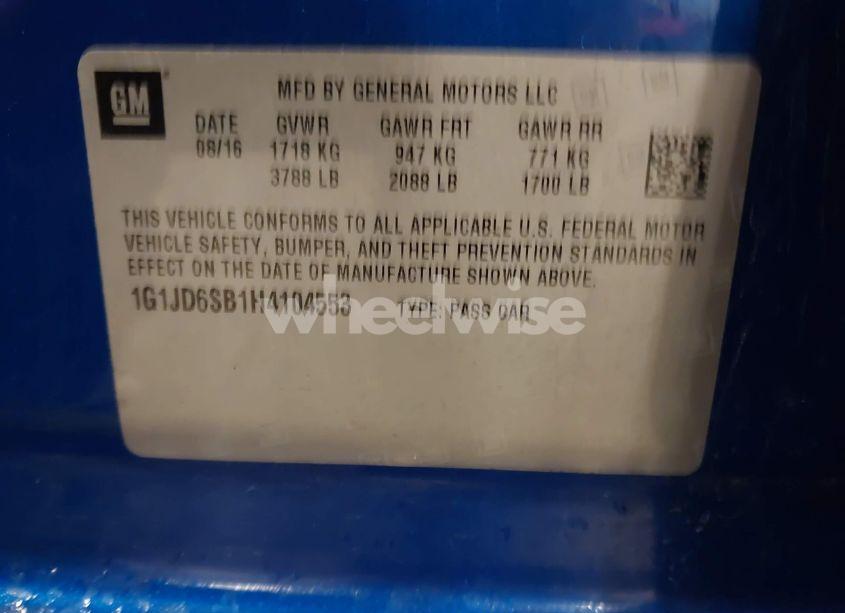 GM
MFD BY GENERAL MOTORS LLC
DATE GVWR GAWR FRT GAWR RR
08/16 1718 KG 947 KG 771 KG
3788 LB 2088 LB 1700 LB
THIS VEHICLE CONFORMS TO ALL APPLICABLE U.S. FEDERAL MOTOR
VEHICLE SAFETY, BUMPER, AND THEFT PREVENTION STANDARDS IN
EFFECT ON THE DATE OF MANUFACTURE SHOWN ABOVE.
1G1JD6SB1H4104553 TYPE: PASS CAR
wheelwise